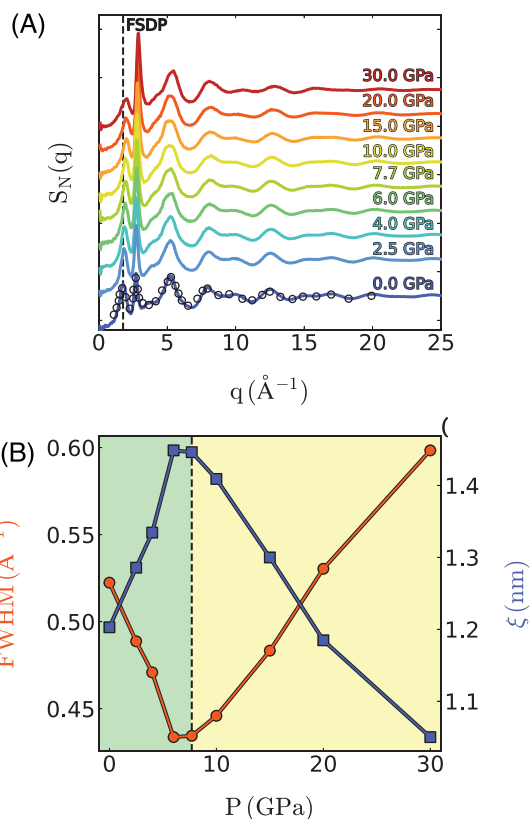 (A)
FSDP
S_N(q)
30.0 GPa
20.0 GPa
15.0 GPa
10.0 GPa
7.7 GPa
6.0 GPa
4.0 GPa
2.5 GPa
0.0 GPa
0 5 10 15 20 25
q (Å⁻¹)
(B)
FWHM (Å⁻¹)
0.60
0.55
0.50
0.45
1.4
1.3
1.2
1.1
ξ (nm)
0 10 20 30
P (GPa)